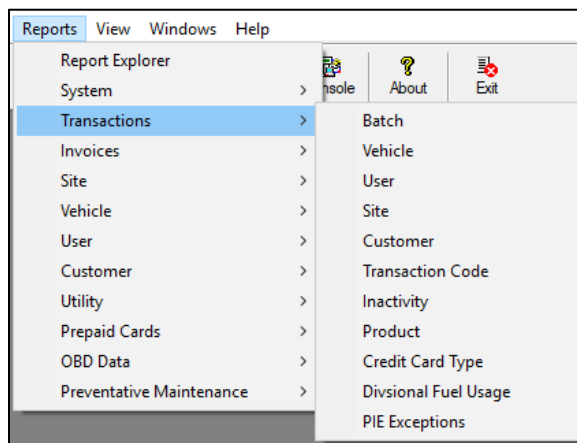 Reports View Windows Help
Report Explorer
System
Transactions
Invoices
Site
Vehicle
User
Customer
Utility
Prepaid Cards
OBD Data
Preventative Maintenance
About
Exit
Batch
Vehicle
User
Site
Customer
Transaction Code
Inactivity
Product
Credit Card Type
Divsional Fuel Usage
PIE Exceptions